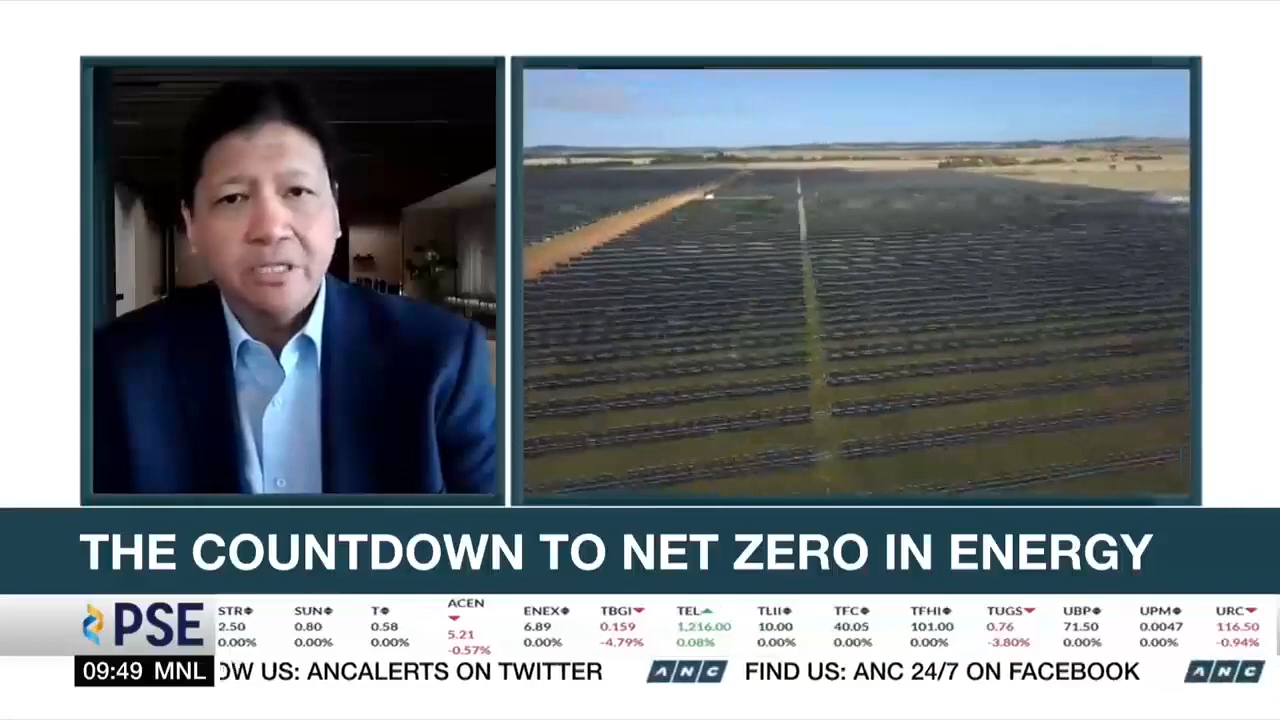 THE COUNTDOWN TO NET ZERO IN ENERGY
PSE
STR SUN T ACEN ENEX TBGI TEL TLII TFC TFHI TUGS UBP UPM URC
2.50 0.80 0.58 5.21 6.89 0.159 1,216.00 10.00 40.05 101.00 0.76 71.50 0.0047 116.50
0.00% 0.00% 0.00% -0.57% 0.00% -4.79% 0.08% 0.00% 0.00% 0.00% -3.80% 0.00% 0.00% -0.94%
09:49 MNL OW US: ANCALERTS ON TWITTER ANC FIND US: ANC 24/7 ON FACEBOOK ANC